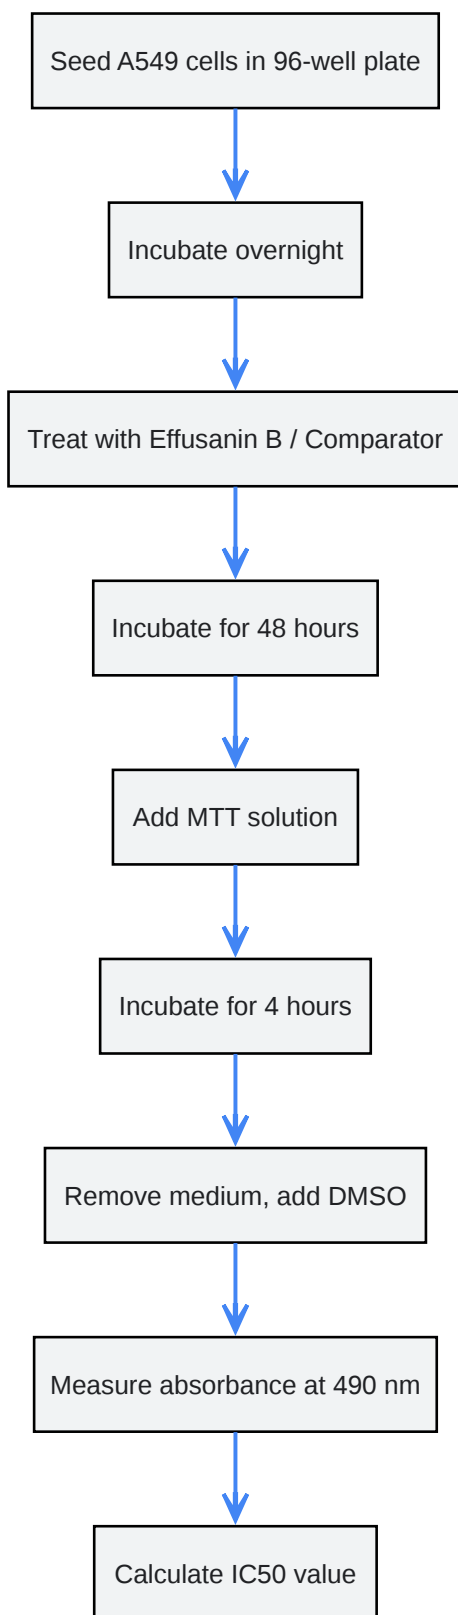 Seed A549 cells in 96-well plate
Incubate overnight
Treat with Effusanin B / Comparator
Incubate for 48 hours
Add MTT solution
Incubate for 4 hours
Remove medium, add DMSO
Measure absorbance at 490 nm
Calculate IC50 value